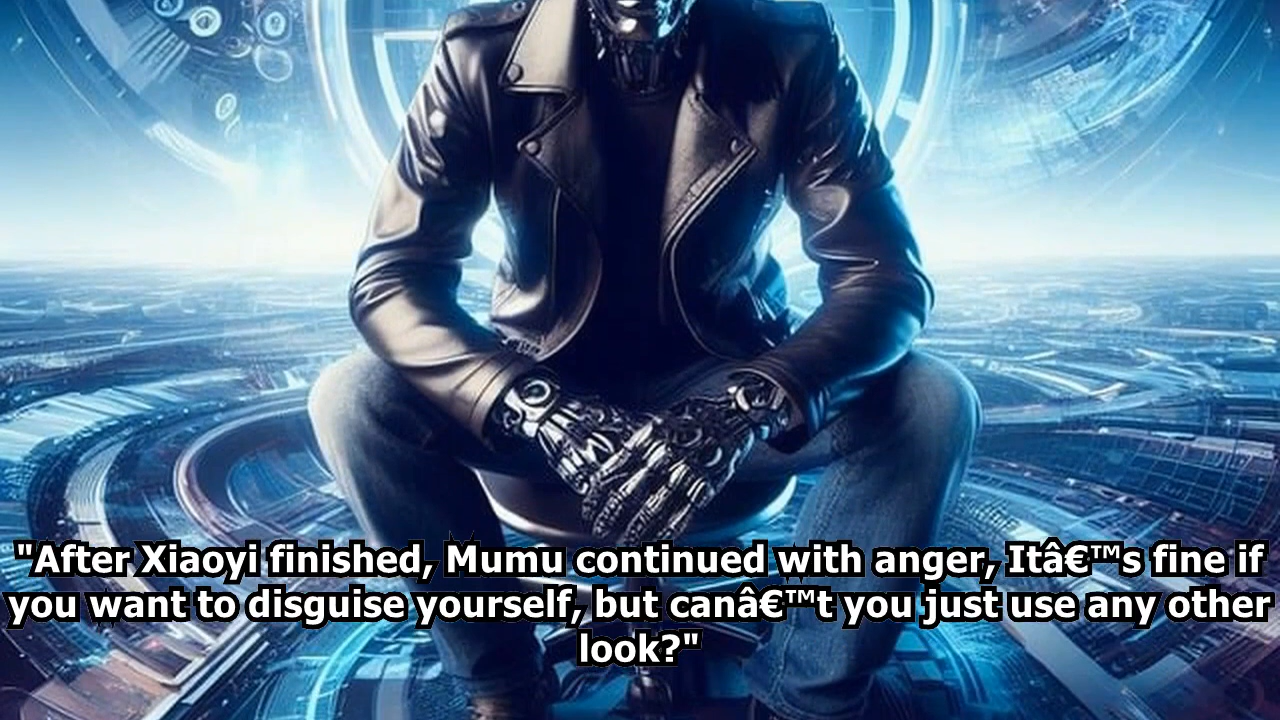 "After Xiaoyi finished, Mumu continued with anger, Itâ€™s fine if
you want to disguise yourself, but canâ€™t you just use any other
look?"